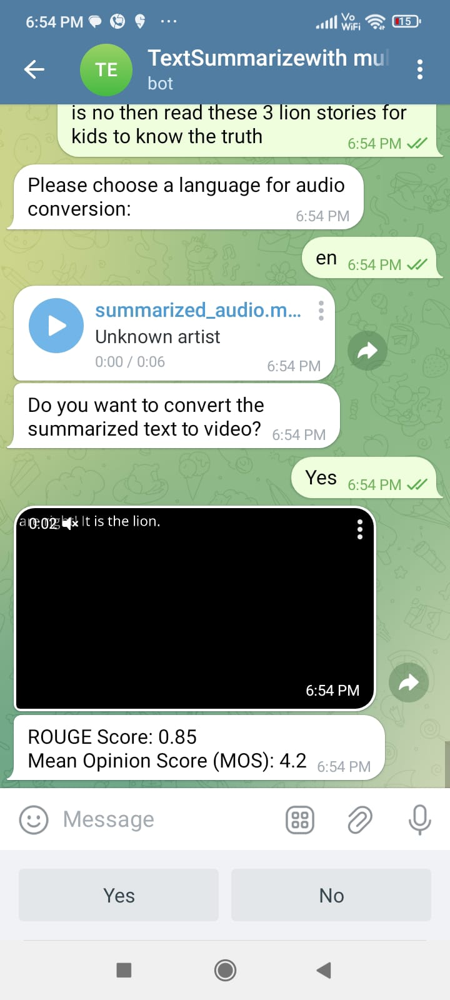 6:54 PM
Vo
WiFi
15
TE
TextSummarizewith mul
bot
is no then read these 3 lion stories for
kids to know the truth
6:54 PM
Please choose a language for audio
conversion:
6:54 PM
en
6:54 PM
summarized_audio.m...
Unknown artist
0:00 / 0:06
6:54 PM
Do you want to convert the
summarized text to video?
6:54 PM
Yes
6:54 PM
are right! It is the lion.
0:02
6:54 PM
ROUGE Score: 0.85
Mean Opinion Score (MOS): 4.2
6:54 PM
Message
Yes
No